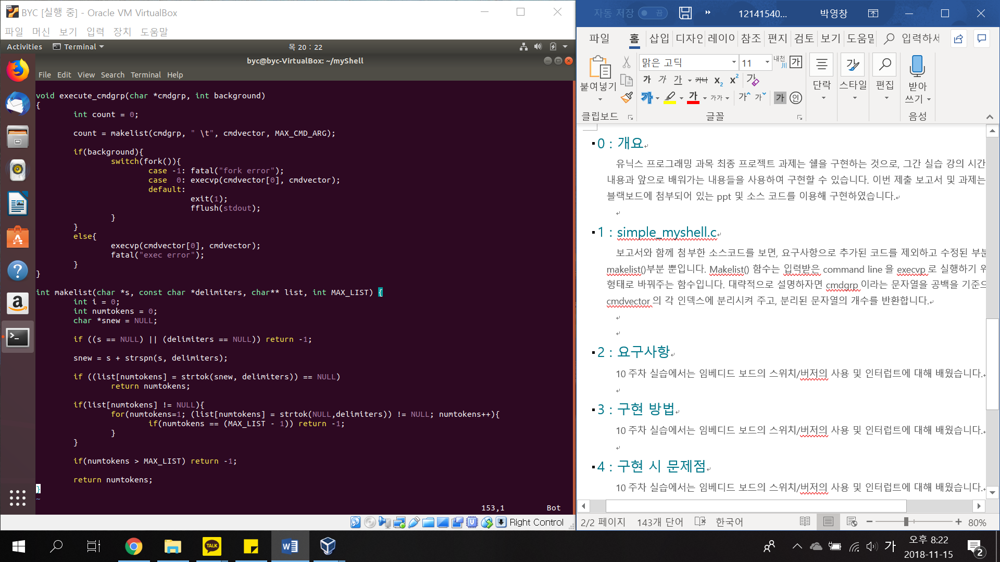 BYC [실행 중] - Oracle VM VirtualBox
파일 머신 보기 입력 장치 도움말
Activities Terminal 목 20 : 22
byc@byc-VirtualBox: ~/myShell
File Edit View Search Terminal Help
void execute_cmdgrp(char *cmdgrp, int background)
{
int count = 0;
count = makelist(cmdgrp, " \t", cmdvector, MAX_CMD_ARG);
if(background){
switch(fork()){
case -1: fatal("fork error");
case 0: execvp(cmdvector[0], cmdvector);
default:
exit(1);
fflush(stdout);
}
}
else{
execvp(cmdvector[0], cmdvector);
fatal("exec error");
}
}
int makelist(char *s, const char *delimiters, char** list, int MAX_LIST) {
int i = 0;
int numtokens = 0;
char *snew = NULL;
if ((s == NULL) || (delimiters == NULL)) return -1;
snew = s + strspn(s, delimiters);
if ((list[numtokens] = strtok(snew, delimiters)) == NULL)
return numtokens;
if(list[numtokens] != NULL){
for(numtokens=1; (list[numtokens] = strtok(NULL,delimiters)) != NULL; numtokens++){
if(numtokens == (MAX_LIST - 1)) return -1;
}
}
if(numtokens > MAX_LIST) return -1;
return numtokens;
}
~
153,1 Bot
Right Control
자동 저장 끔 12141540... 박영창
파일 홈 삽입 디자인 레이아 참조 편지 검토 보기 도움말 입력하서
붙여넣기
맑은 고딕 11 내천 가
가 가 가 가나 x₂ x² 가
가 가 가가 가 가 가 인
단락 스타일 편집 받아쓰기
클립보드 글꼴 음성
0 : 개요
유닉스 프로그래밍 과목 최종 프로젝트 과제는 쉘을 구현하는 것으로, 그간 실습 강의 시간
내용과 앞으로 배워가는 내용들을 사용하여 구현할 수 있습니다. 이번 제출 보고서 및 과제는
블랙보드에 첨부되어 있는 ppt 및 소스 코드를 이용해 구현하였습니다.
1 : simple_myshell.c
보고서와 함께 첨부한 소스코드를 보면, 요구사항으로 추가된 코드를 제외하고 수정된 부분
makelist()부분 뿐입니다. Makelist() 함수는 입력받은 command line 을 execvp 로 실행하기 위
형태로 바꿔주는 함수입니다. 대략적으로 설명하자면 cmdgrp 이라는 문자열을 공백을 기준으
cmdvector 의 각 인덱스에 분리시켜 주고, 분리된 문자열의 개수를 반환합니다.
2 : 요구사항
10 주차 실습에서는 임베디드 보드의 스위치/버저의 사용 및 인터럽트에 대해 배웠습니다.
3 : 구현 방법
10 주차 실습에서는 임베디드 보드의 스위치/버저의 사용 및 인터럽트에 대해 배웠습니다.
4 : 구현 시 문제점
10 주차 실습에서는 임베디드 보드의 스위치/버저의 사용 및 인터럽트에 대해 배웠습니다.
2/2 페이지 143개 단어 한국어 80%
TALK
가 오후 8:22
2018-11-15
2